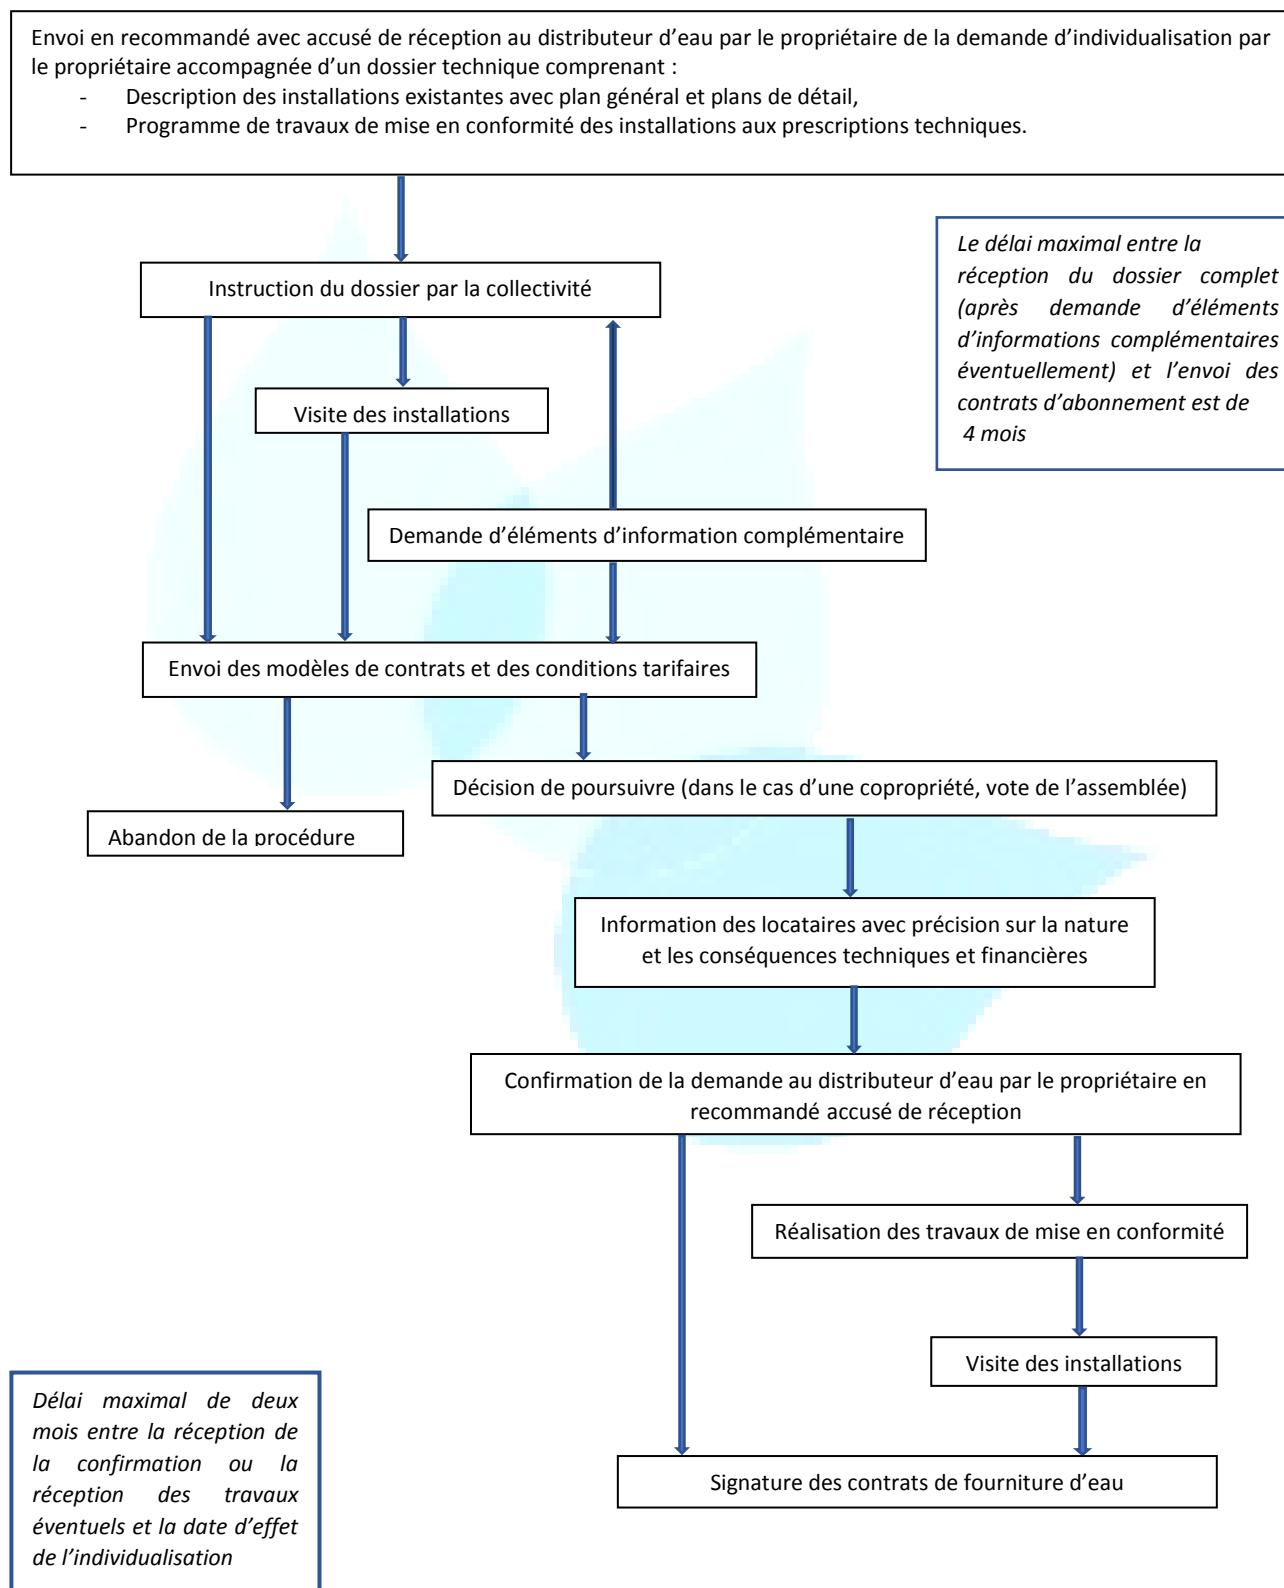 Envoi en recommandé avec accusé de réception au distributeur d’eau par le propriétaire de la demande d’individualisation par
le propriétaire accompagnée d’un dossier technique comprenant :
- Description des installations existantes avec plan général et plans de détail,
- Programme de travaux de mise en conformité des installations aux prescriptions techniques.
Le délai maximal entre la
réception du dossier complet
(après demande d’éléments
d’informations complémentaires
éventuellement) et l’envoi des
contrats d’abonnement est de
4 mois
Instruction du dossier par la collectivité
Visite des installations
Demande d’éléments d’information complémentaire
Envoi des modèles de contrats et des conditions tarifaires
Décision de poursuivre (dans le cas d’une copropriété, vote de l’assemblée)
Abandon de la procédure
Information des locataires avec précision sur la nature
et les conséquences techniques et financières
Confirmation de la demande au distributeur d’eau par le propriétaire en
recommandé accusé de réception
Réalisation des travaux de mise en conformité
Visite des installations
Signature des contrats de fourniture d’eau
Délai maximal de deux
mois entre la réception de
la confirmation ou la
réception des travaux
éventuels et la date d’effet
de l’individualisation